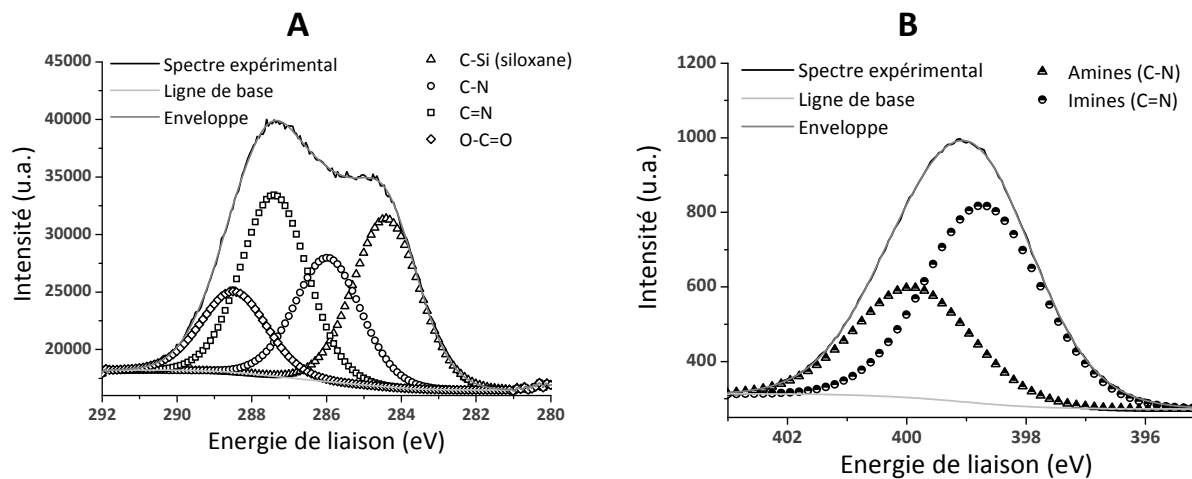 A
45000
40000
35000
30000
25000
20000
Intensité (u.a.)
Spectre expérimental
Ligne de base
Enveloppe
C-Si (siloxane)
C-N
C=N
O-C=O
292 290 288 286 284 282 280
Energie de liaison (eV)
B
1200
1000
800
600
400
Intensité (u.a.)
Spectre expérimental
Ligne de base
Enveloppe
Amines (C-N)
Imines (C=N)
402 400 398 396
Energie de liaison (eV)